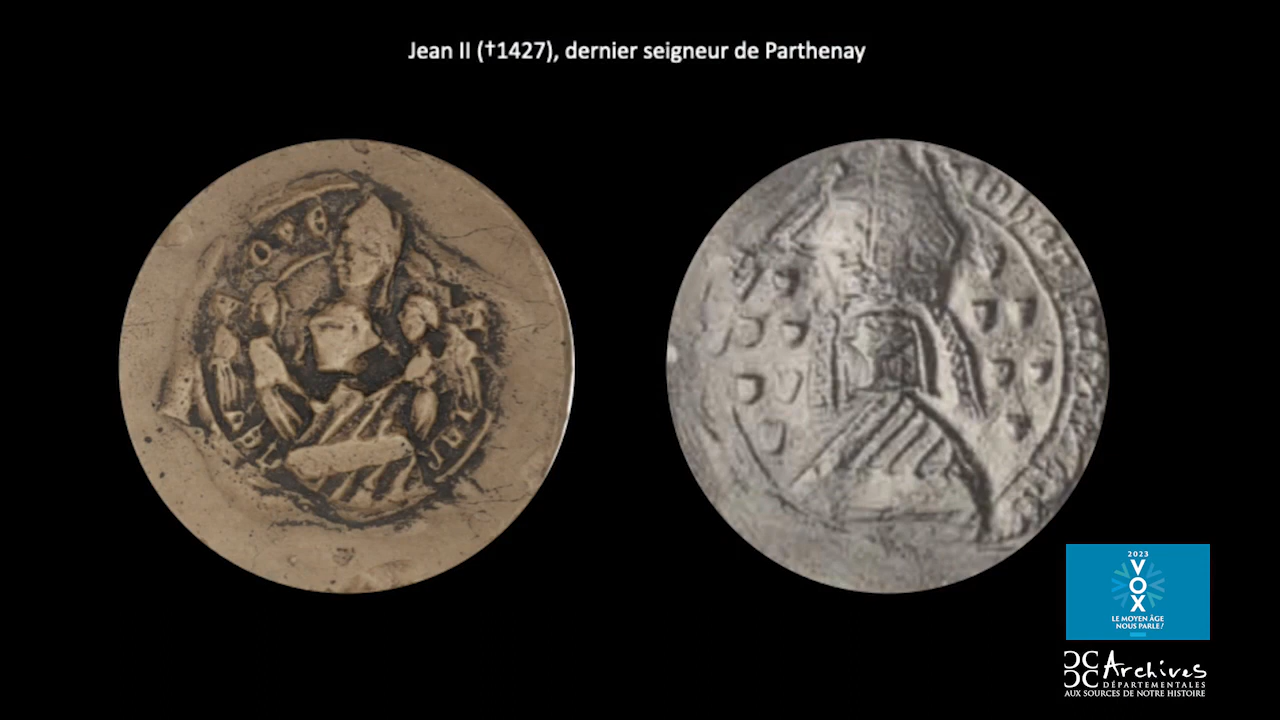 Jean II (†1427), dernier seigneur de Parthenay
2023
VOX
LE MOYEN ÂGE
NOUS PARLE !
Archives
DÉPARTEMENTALES
AUX SOURCES DE NOTRE HISTOIRE